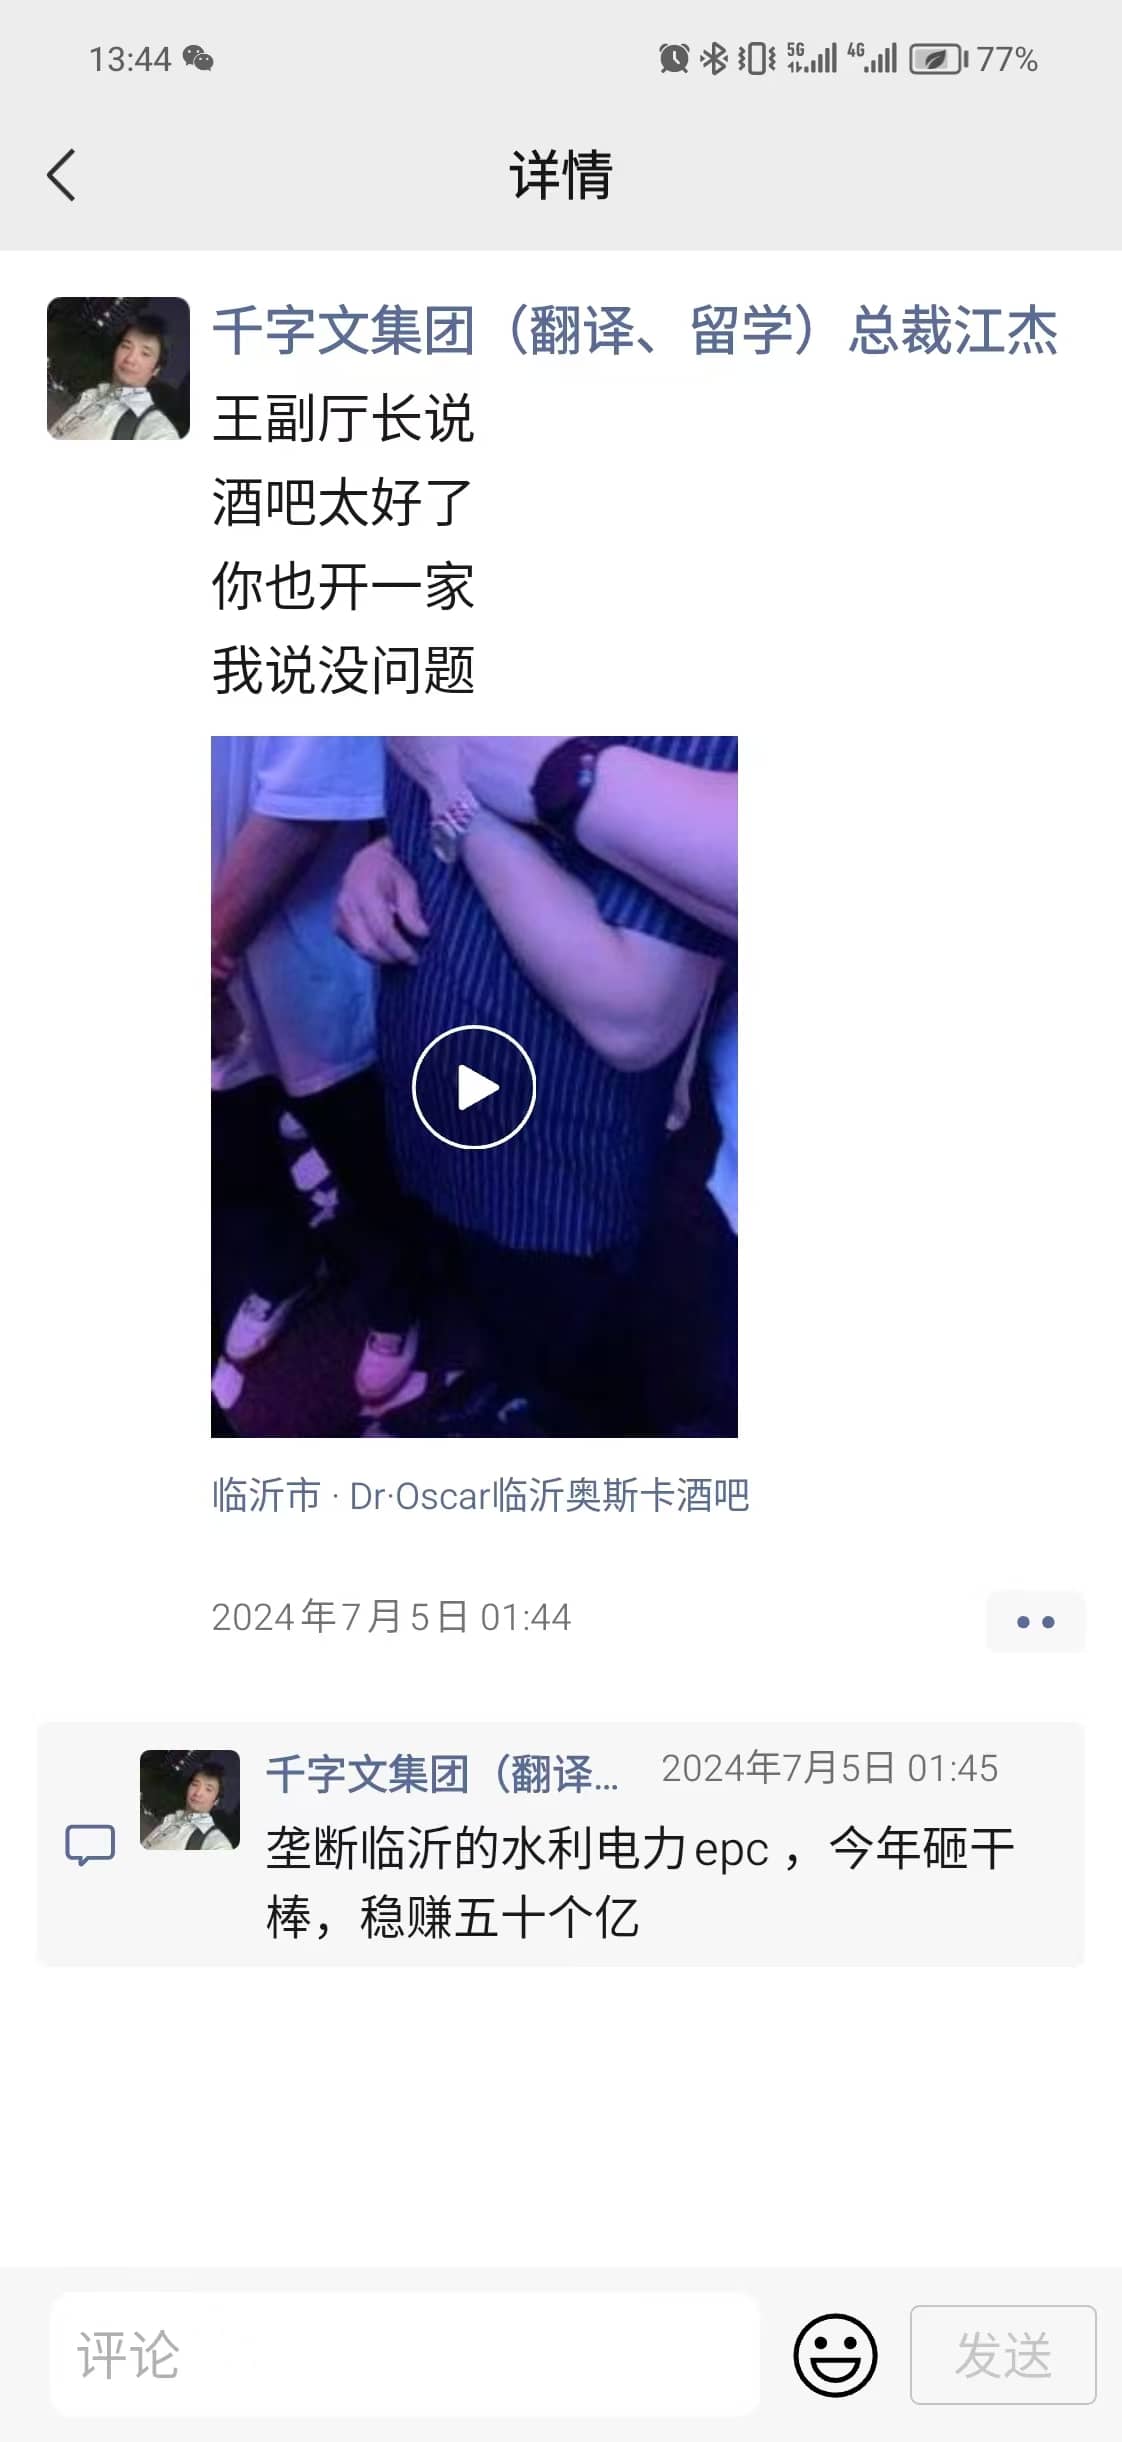 13:44
5G 4G 77%
详情
千字文集团（翻译、留学）总裁江杰
王副厅长说
酒吧太好了
你也开一家
我说没问题
临沂市 · Dr·Oscar临沂奥斯卡酒吧
2024年7月5日 01:44
千字文集团（翻译... 2024年7月5日 01:45
垄断临沂的水利电力epc，今年砸干
棒，稳赚五十个亿
评论 发送